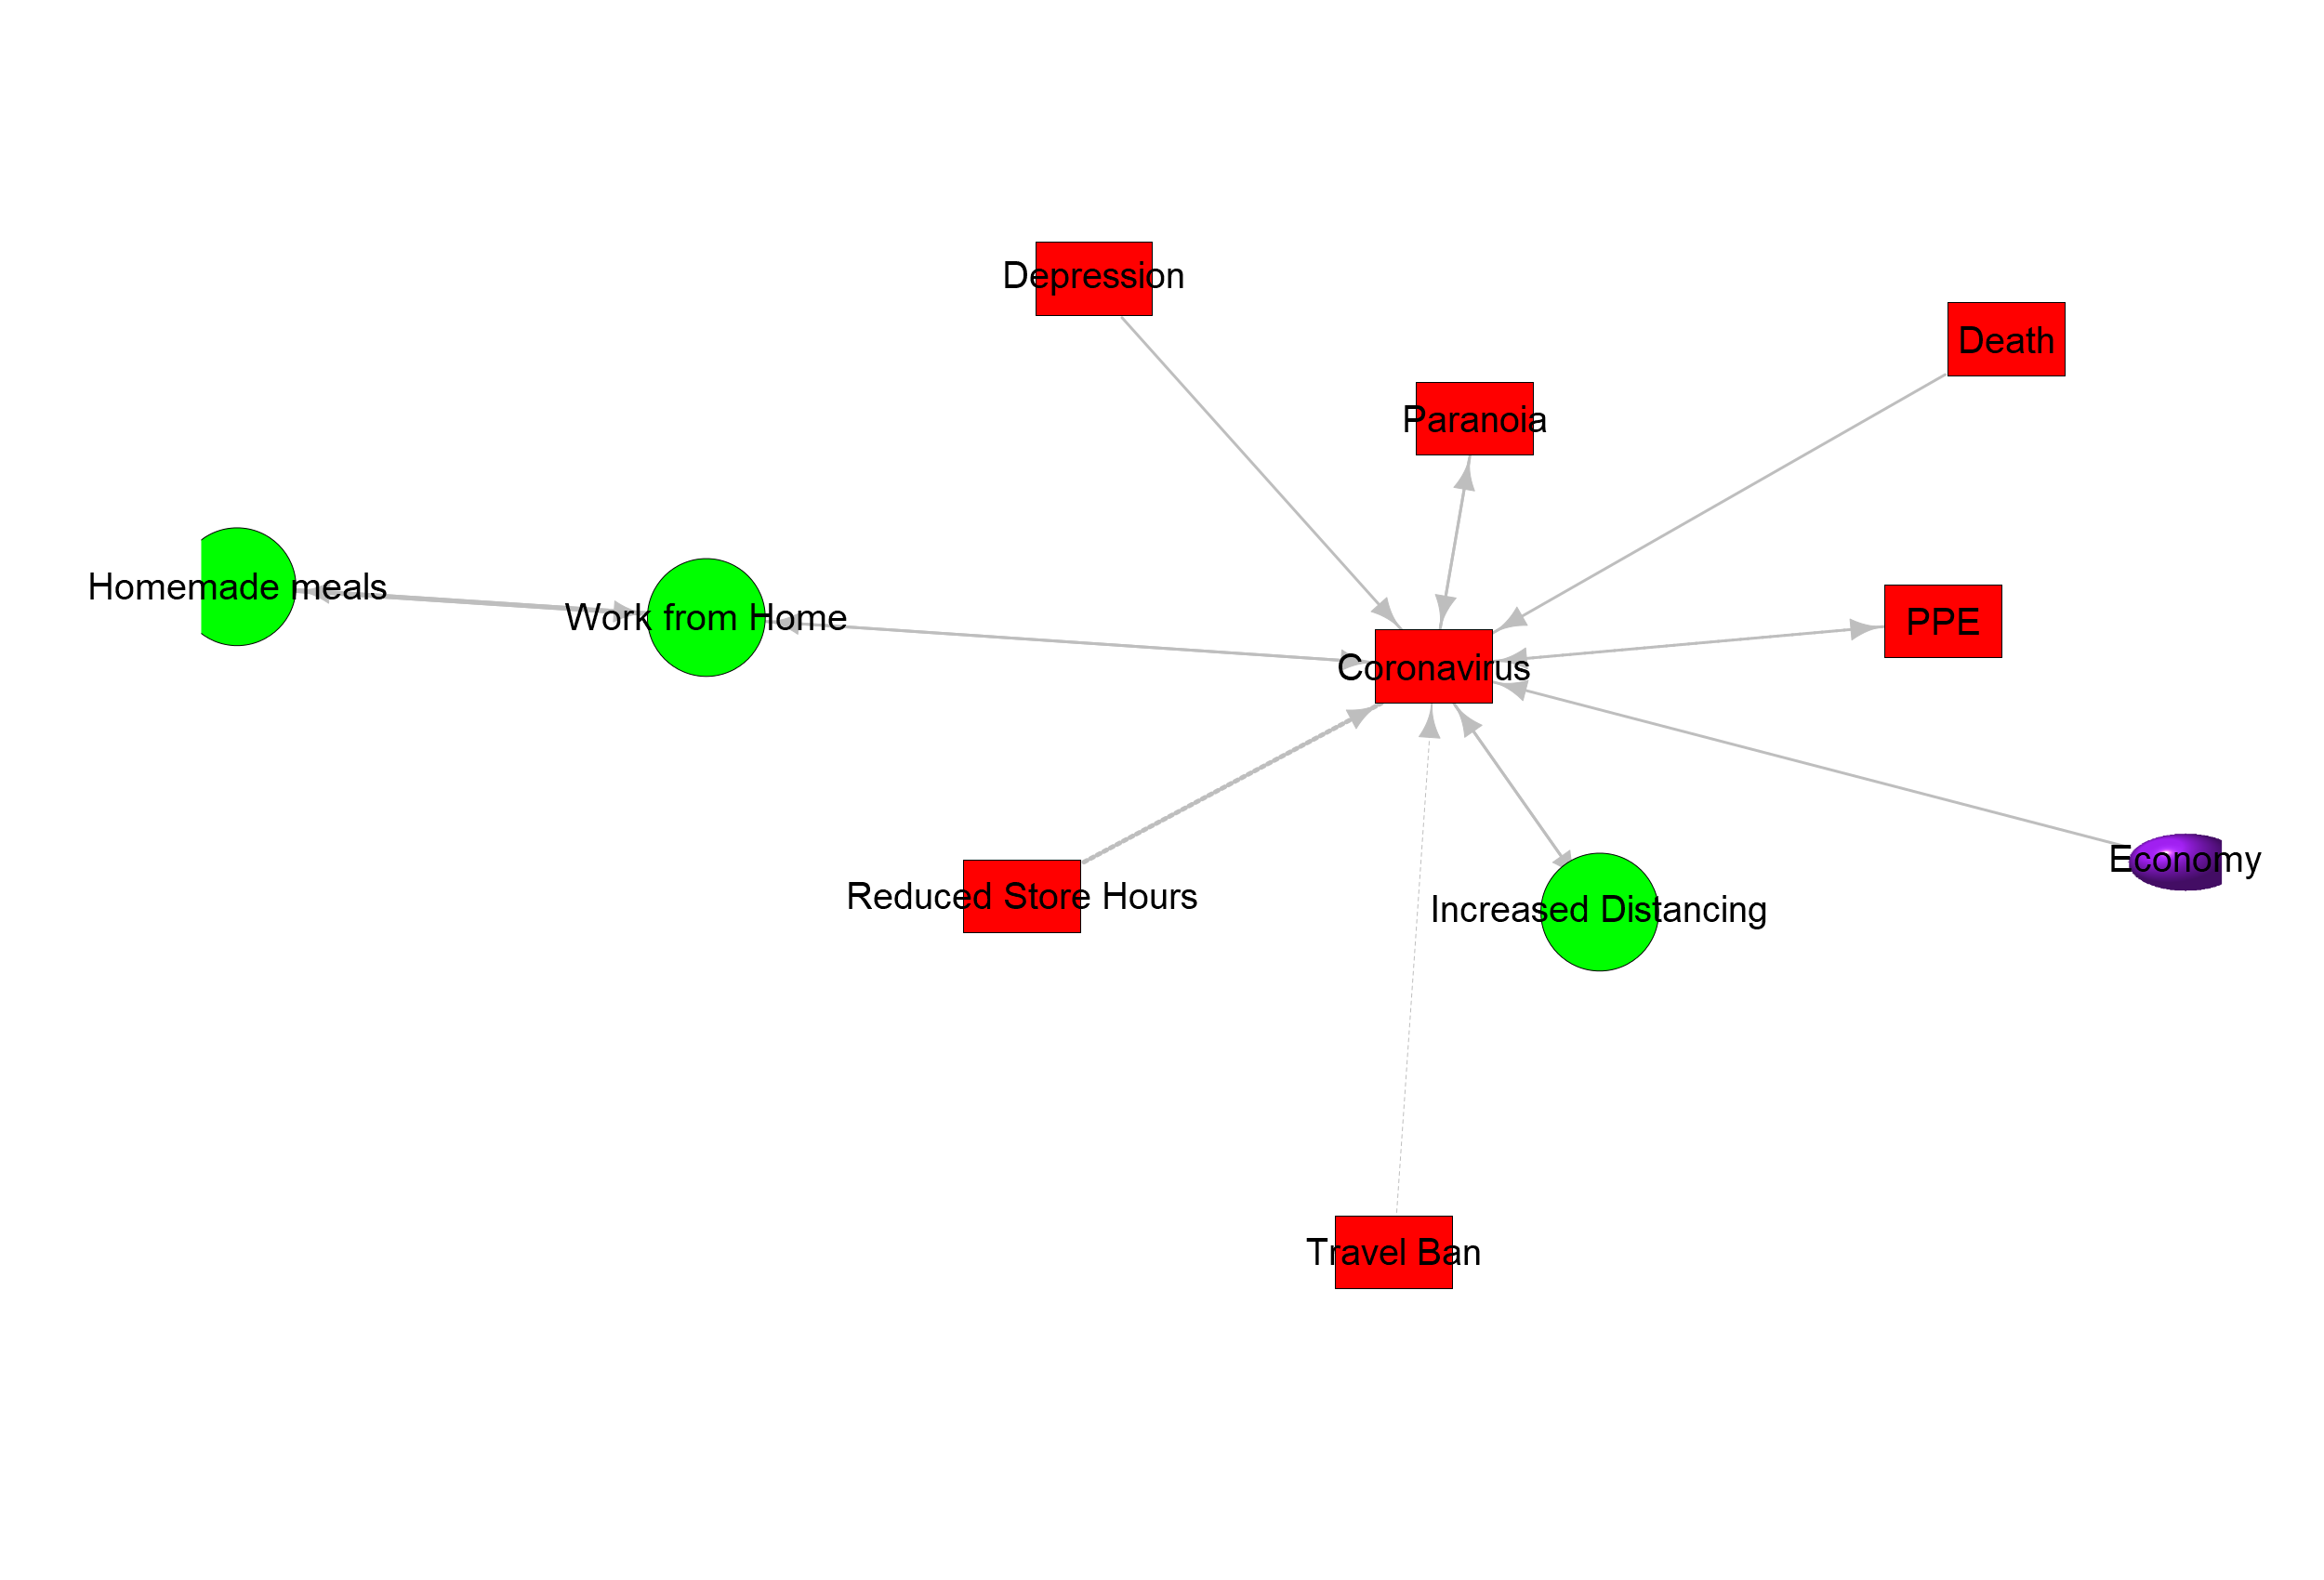 Depression
Death
Paranoia
Homemade meals
Work from Home
PPE
Coronavirus
Economy
Reduced Store Hours
Increased Distancing
Travel Ban